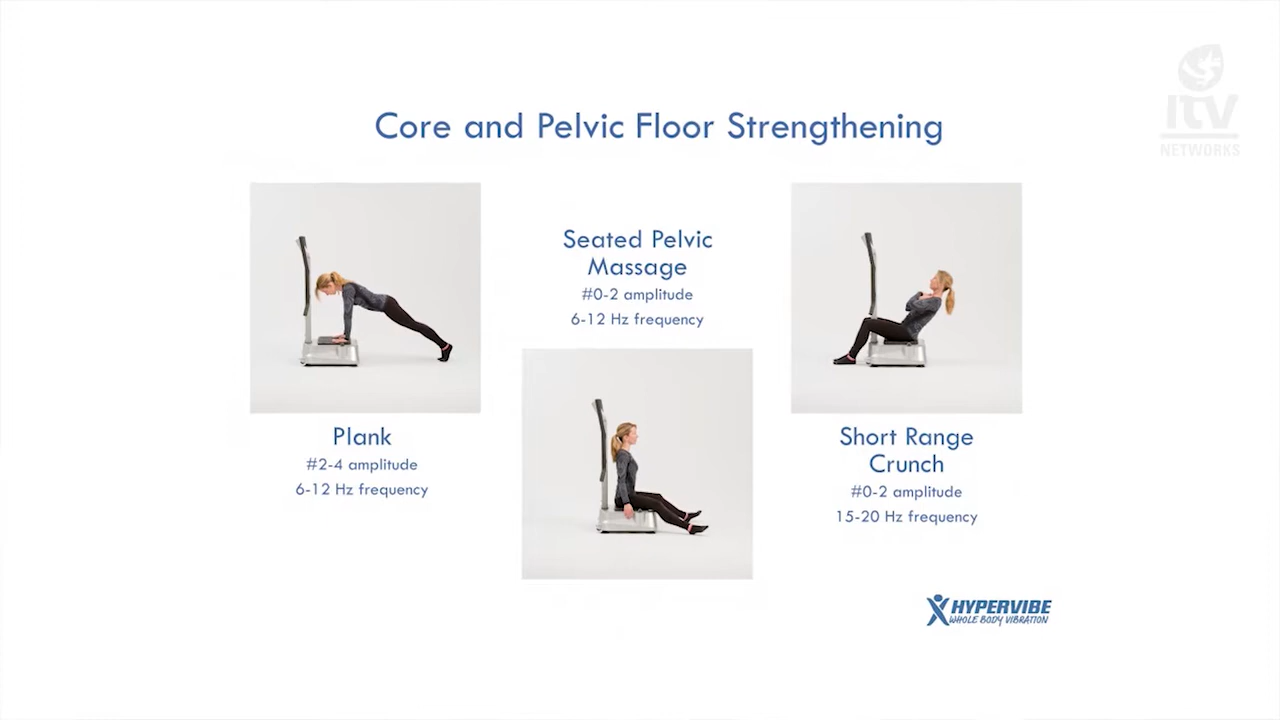 Core and Pelvic Floor Strengthening
ITV
NETWORKS
Seated Pelvic
Massage
#0-2 amplitude
6-12 Hz frequency
Plank
#2-4 amplitude
6-12 Hz frequency
Short Range
Crunch
#0-2 amplitude
15-20 Hz frequency
HYPERVIBE
WHOLE BODY VIBRATION